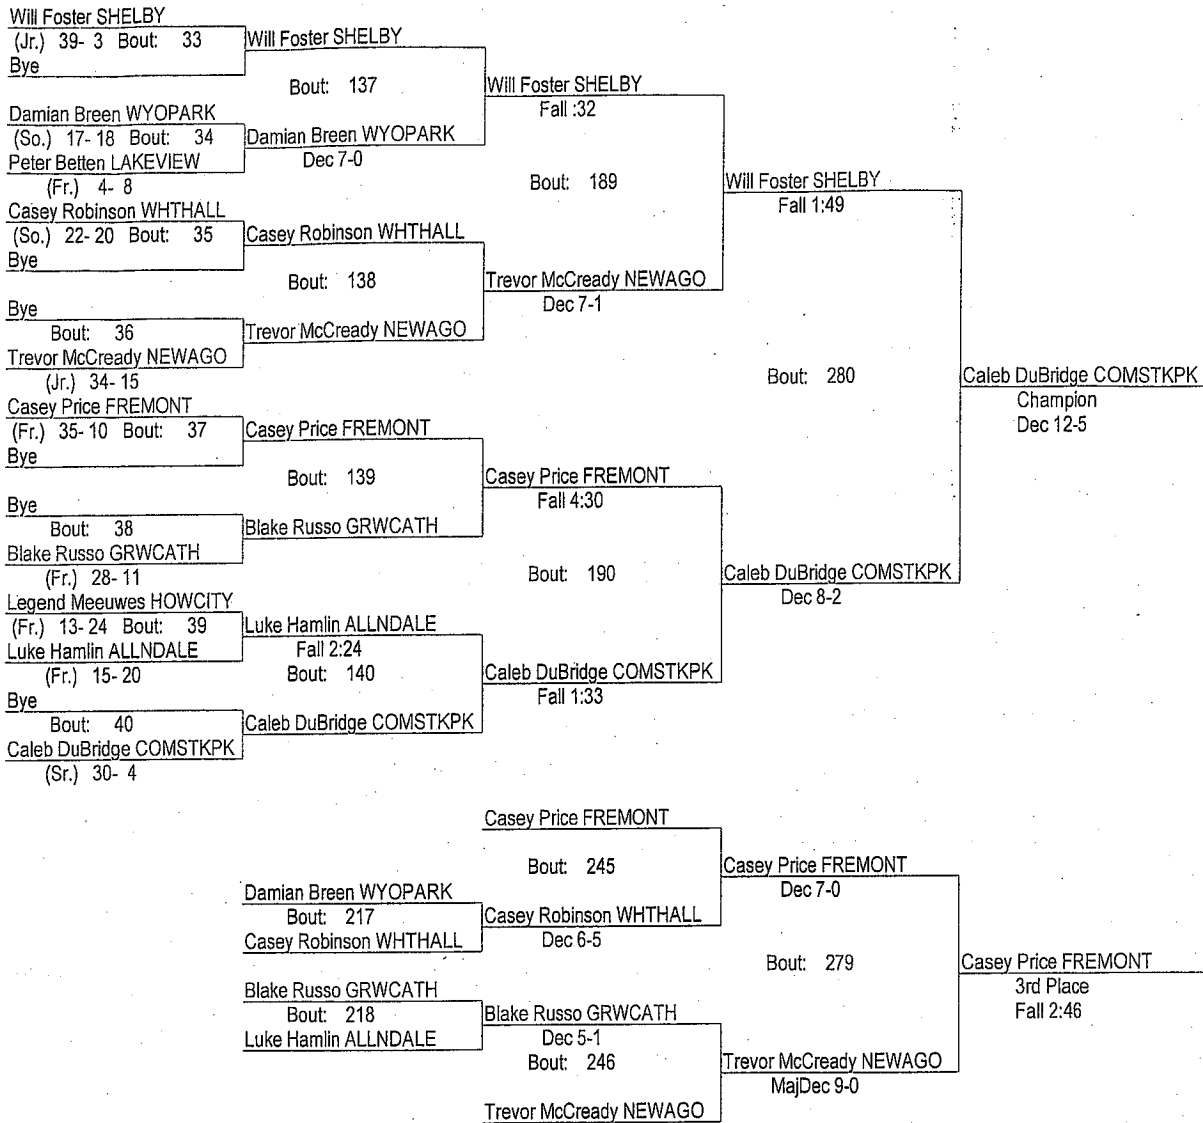 Will Foster SHELBY
(Jr.) 39- 3 Bout: 33
Bye
Will Foster SHELBY
Bout: 137
Damian Breen WYOPARK
(So.) 17- 18 Bout: 34
Peter Betten LAKEVIEW
(Fr.) 4- 8
Damian Breen WYOPARK
Dec 7-0
Will Foster SHELBY
Fall :32
Bout: 189
Casey Robinson WHTHALL
(So.) 22- 20 Bout: 35
Bye
Casey Robinson WHTHALL
Bout: 138
Bye
Bout: 36
Trevor McCready NEWAGO
(Jr.) 34- 15
Trevor McCready NEWAGO
Trevor McCready NEWAGO
Dec 7-1
Will Foster SHELBY
Fall 1:49
Bout: 280
Casey Price FREMONT
(Fr.) 35- 10 Bout: 37
Bye
Casey Price FREMONT
Bout: 139
Bye
Bout: 38
Blake Russo GRWCATH
(Fr.) 28- 11
Blake Russo GRWCATH
Casey Price FREMONT
Fall 4:30
Bout: 190
Legend Meeuwes HOWCITY
(Fr.) 13- 24 Bout: 39
Luke Hamlin ALLNDALE
(Fr.) 15- 20
Luke Hamlin ALLNDALE
Fall 2:24
Bout: 140
Bye
Bout: 40
Caleb DuBridge COMSTKPK
(Sr.) 30- 4
Caleb DuBridge COMSTKPK
Caleb DuBridge COMSTKPK
Fall 1:33
Caleb DuBridge COMSTKPK
Dec 8-2
Caleb DuBridge COMSTKPK
Champion
Dec 12-5
Casey Price FREMONT
Bout: 245
Damian Breen WYOPARK
Bout: 217
Casey Robinson WHTHALL
Casey Robinson WHTHALL
Dec 6-5
Casey Price FREMONT
Dec 7-0
Bout: 279
Blake Russo GRWCATH
Bout: 218
Luke Hamlin ALLNDALE
Blake Russo GRWCATH
Dec 5-1
Bout: 246
Trevor McCready NEWAGO
Trevor McCready NEWAGO
MajDec 9-0
Casey Price FREMONT
3rd Place
Fall 2:46